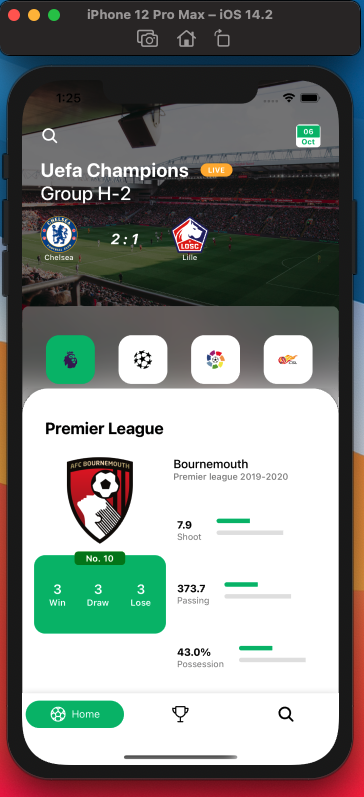 iPhone 12 Pro Max – iOS 14.2
1:25
06
Oct
Uefa Champions LIVE
Group H-2
CHELSEA
LOSC
2 : 1
Chelsea
Lille
Premier League
AFC BOURNEMOUTH
Bournemouth
Premier league 2019-2020
7.9
Shoot
No. 10
3 3 3
Win Draw Lose
373.7
Passing
43.0%
Possession
Home